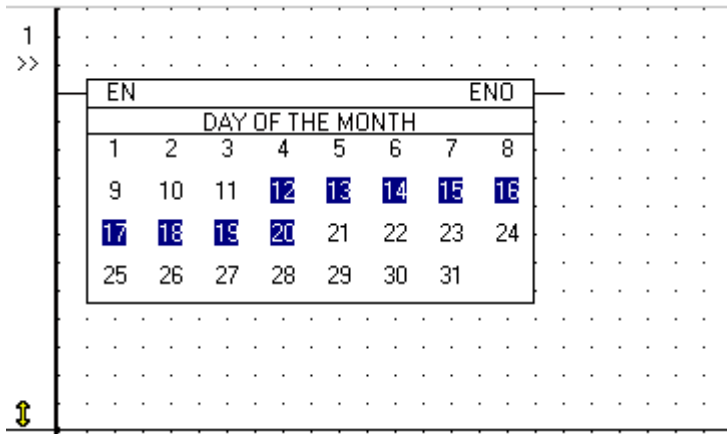 1
>>
EN ENO
DAY OF THE MONTH
1 2 3 4 5 6 7 8
9 10 11 12 13 14 15 16
17 18 19 20 21 22 23 24
25 26 27 28 29 30 31